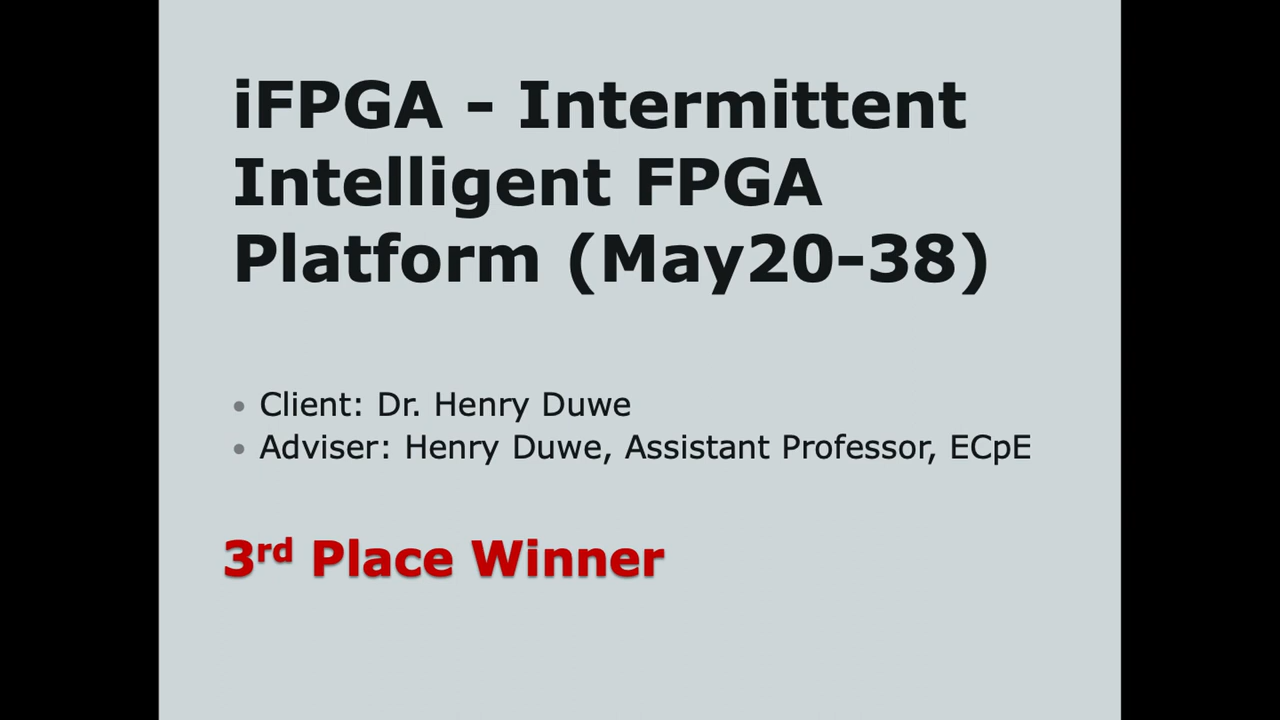 iFPGA - Intermittent
Intelligent FPGA
Platform (May20-38)
• Client: Dr. Henry Duwe
• Adviser: Henry Duwe, Assistant Professor, ECpE
3rd Place Winner